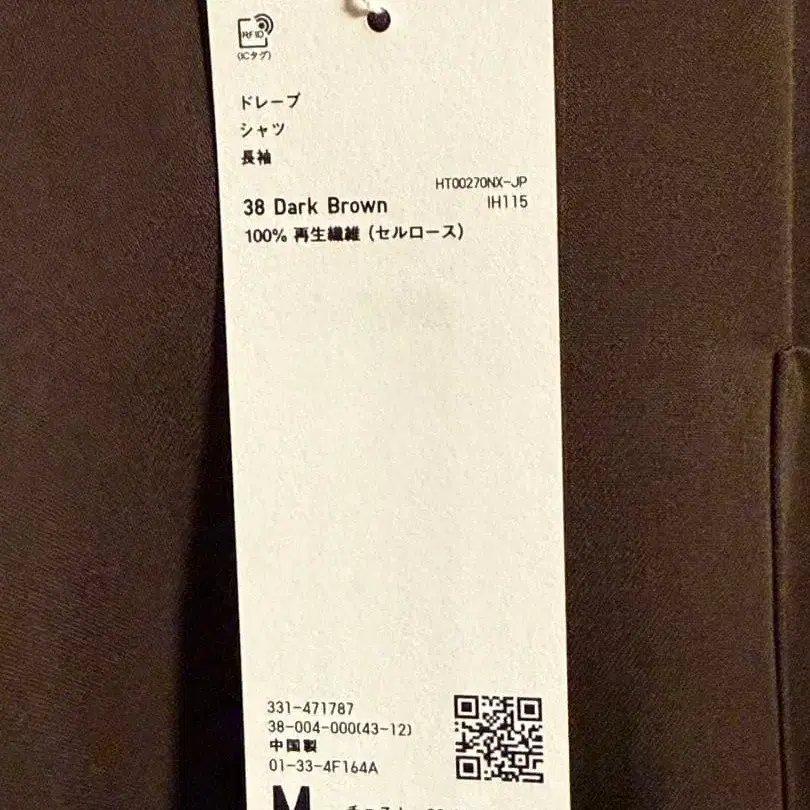 RFID
(ICタグ)
ドレープ
シャツ
長袖
HT00270NX-JP
38 Dark Brown
IH115
100% 再生繊維 (セルロース)
331-471787
38-004-000(43-12)
中国製
01-33-4F164A
M